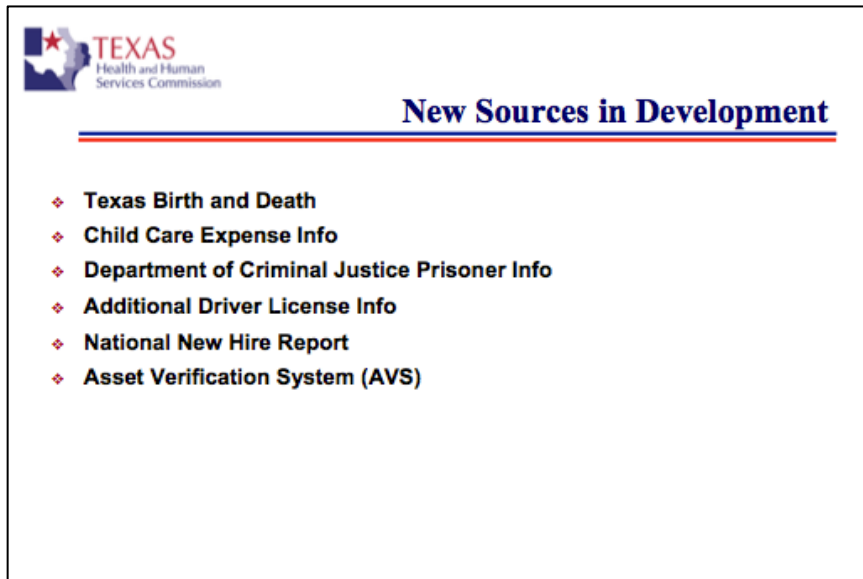 TEXAS
Health and Human
Services Commission
New Sources in Development
Texas Birth and Death
Child Care Expense Info
Department of Criminal Justice Prisoner Info
Additional Driver License Info
National New Hire Report
Asset Verification System (AVS)